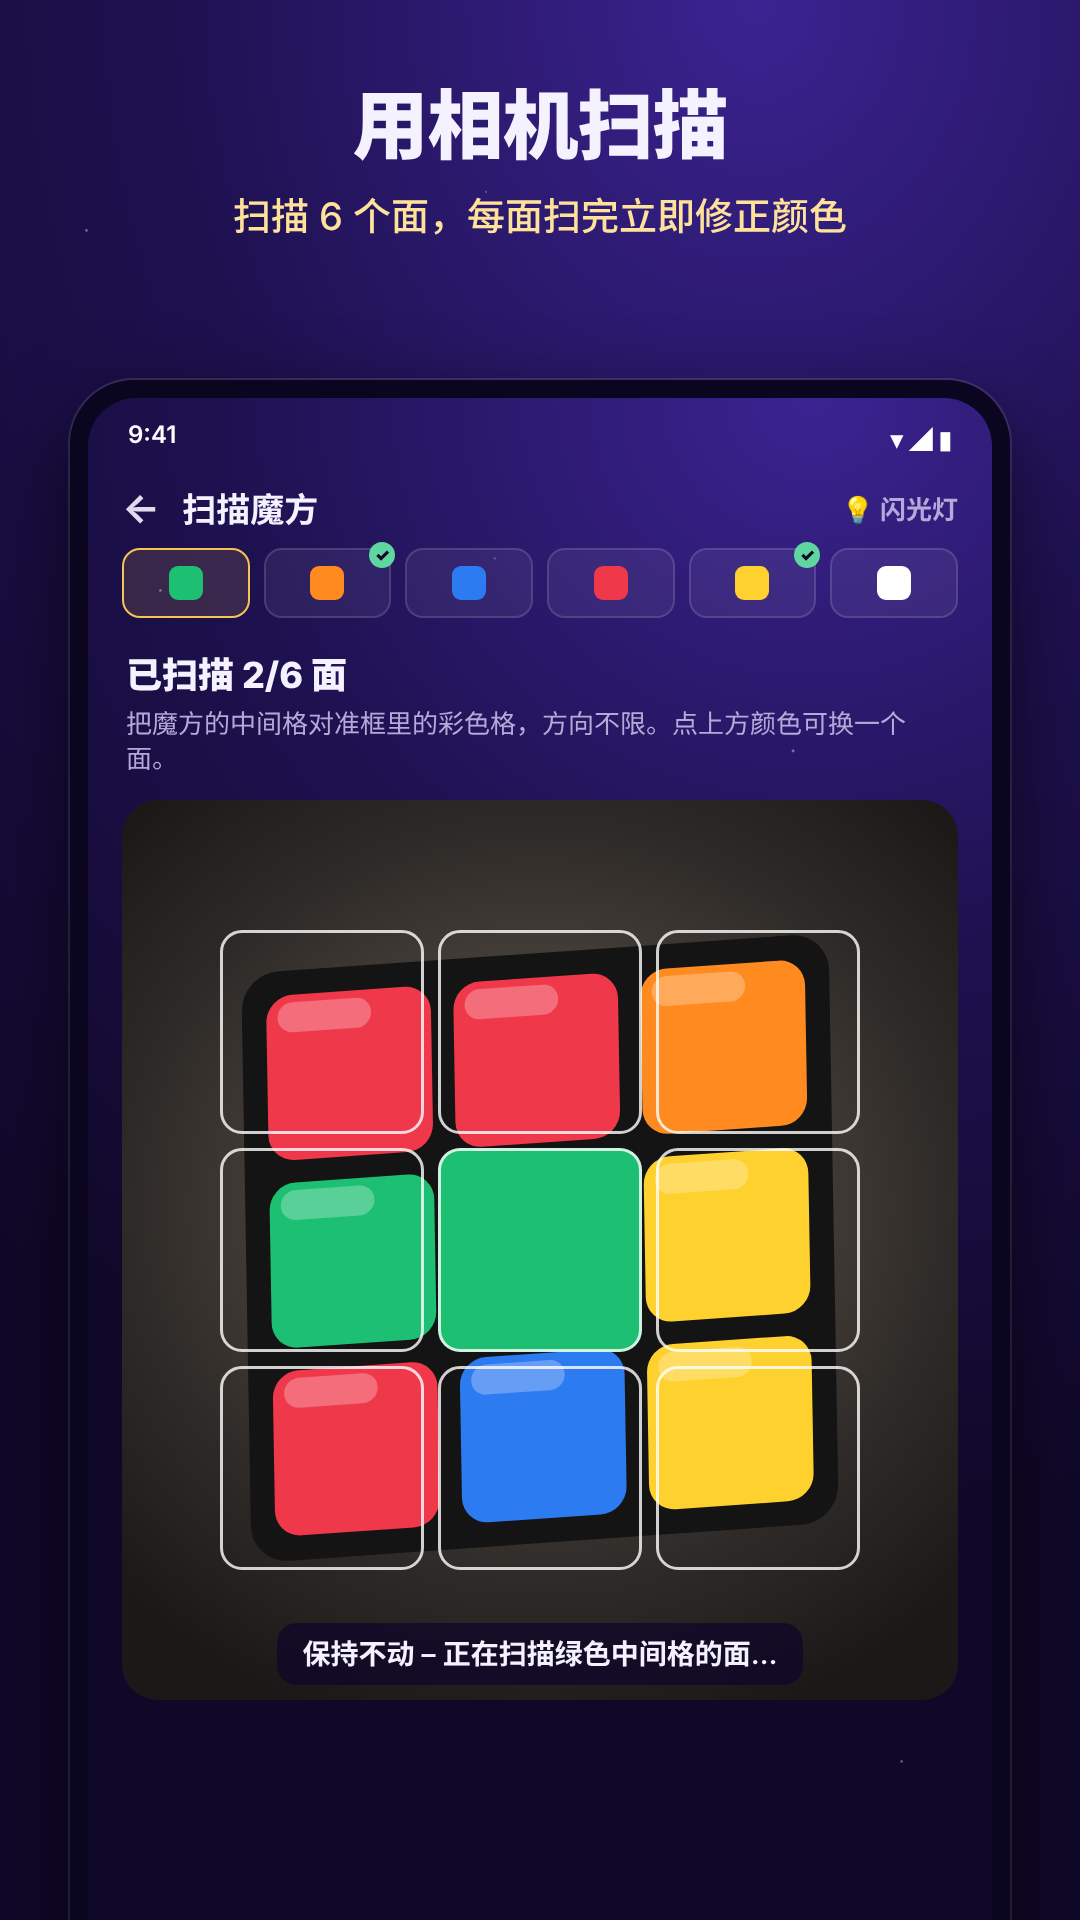 用相机扫描
扫描 6 个面，每面扫完立即修正颜色
9:41
扫描魔方
闪光灯
已扫描 2/6 面
把魔方的中间格对准框里的彩色格，方向不限。点上方颜色可换一个
面。
保持不动 – 正在扫描绿色中间格的面...